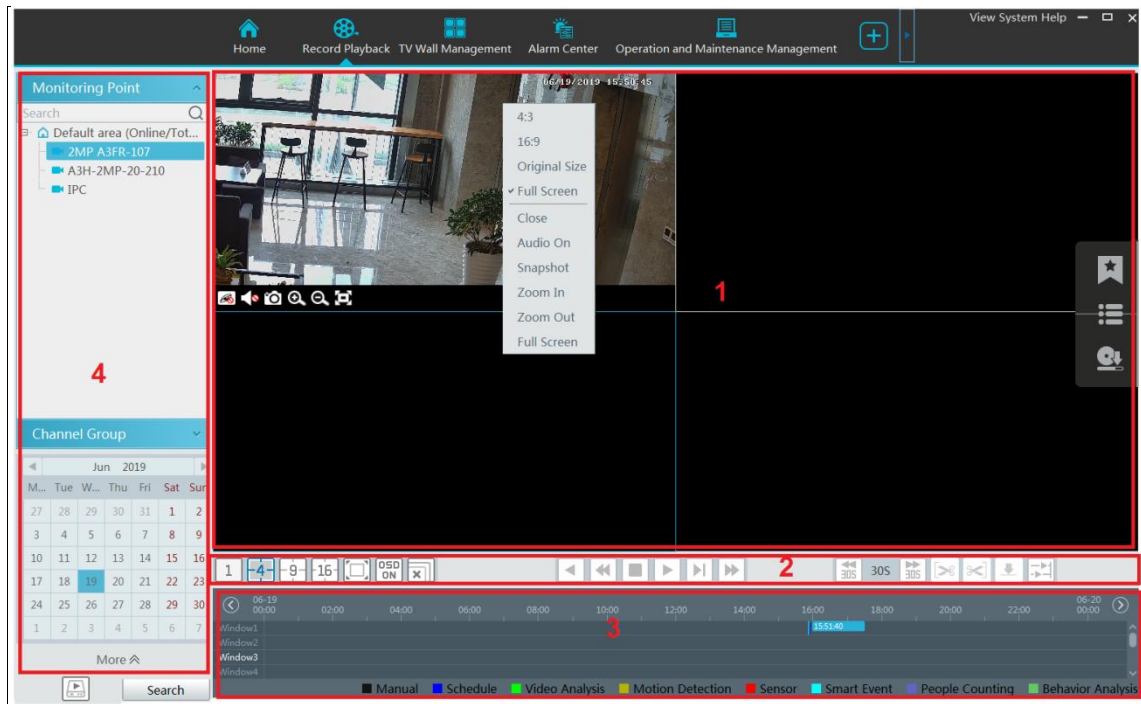 View System Help
Home Record Playback TV Wall Management Alarm Center Operation and Maintenance Management
Monitoring Point
Search
Default area (Online/Tot...
2MP A3FR-107
A3H-2MP-20-210
IPC
4
06/19/2019 15:50:45
4:3
16:9
Original Size
Full Screen
Close
Audio On
Snapshot
Zoom In
Zoom Out
Full Screen
1
Channel Group
Jun 2019
M... Tue W... Thu Fri Sat Sun
27 28 29 30 31 1 2
3 4 5 6 7 8 9
10 11 12 13 14 15 16
17 18 19 20 21 22 23
24 25 26 27 28 29 30
1 2 3 4 5 6 7
More
Search
1 4 9 16 OSD ON 2 30S 30S 30S
06-19 06-20
00:00 02:00 04:00 06:00 08:00 10:00 12:00 14:00 16:00 18:00 20:00 22:00 00:00
3
Window1 15:51:40
Window2
Window3
Window4
Manual Schedule Video Analysis Motion Detection Sensor Smart Event People Counting Behavior Analysis